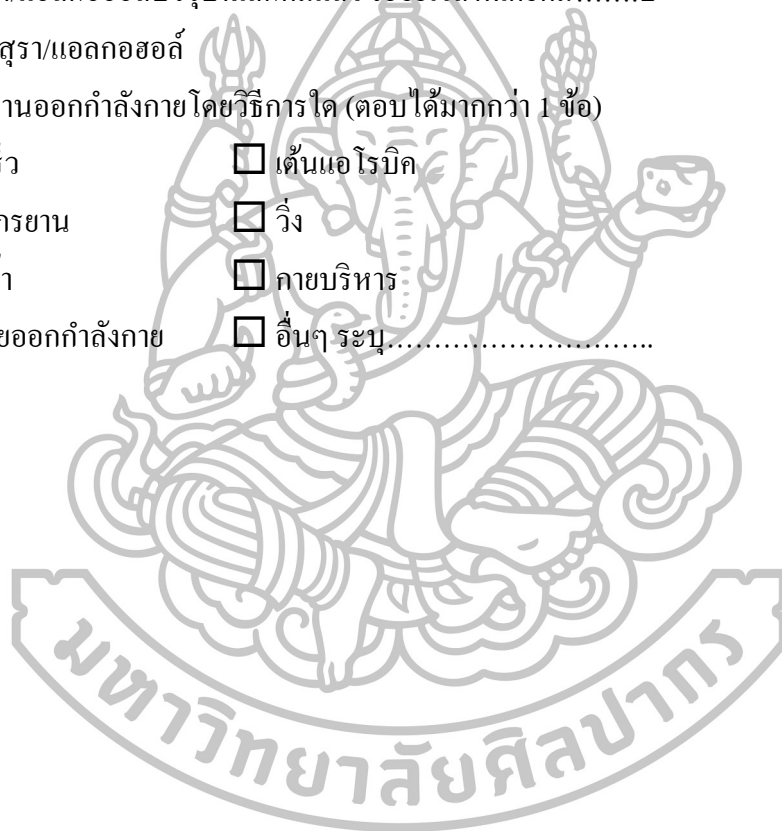 สุรา/แอลกอฮอล์
านออกกำลังกายโดยวิธีการใด (ตอบได้มากกว่า 1 ข้อ)
☐ เต้นแอโรบิค
กรยาน ☐ วิ่ง
☐ กายบริหาร
ยออกกำลังกาย ☐ อื่นๆ ระบุ…………………………..
มหาวิทยาลัยศิลปากร